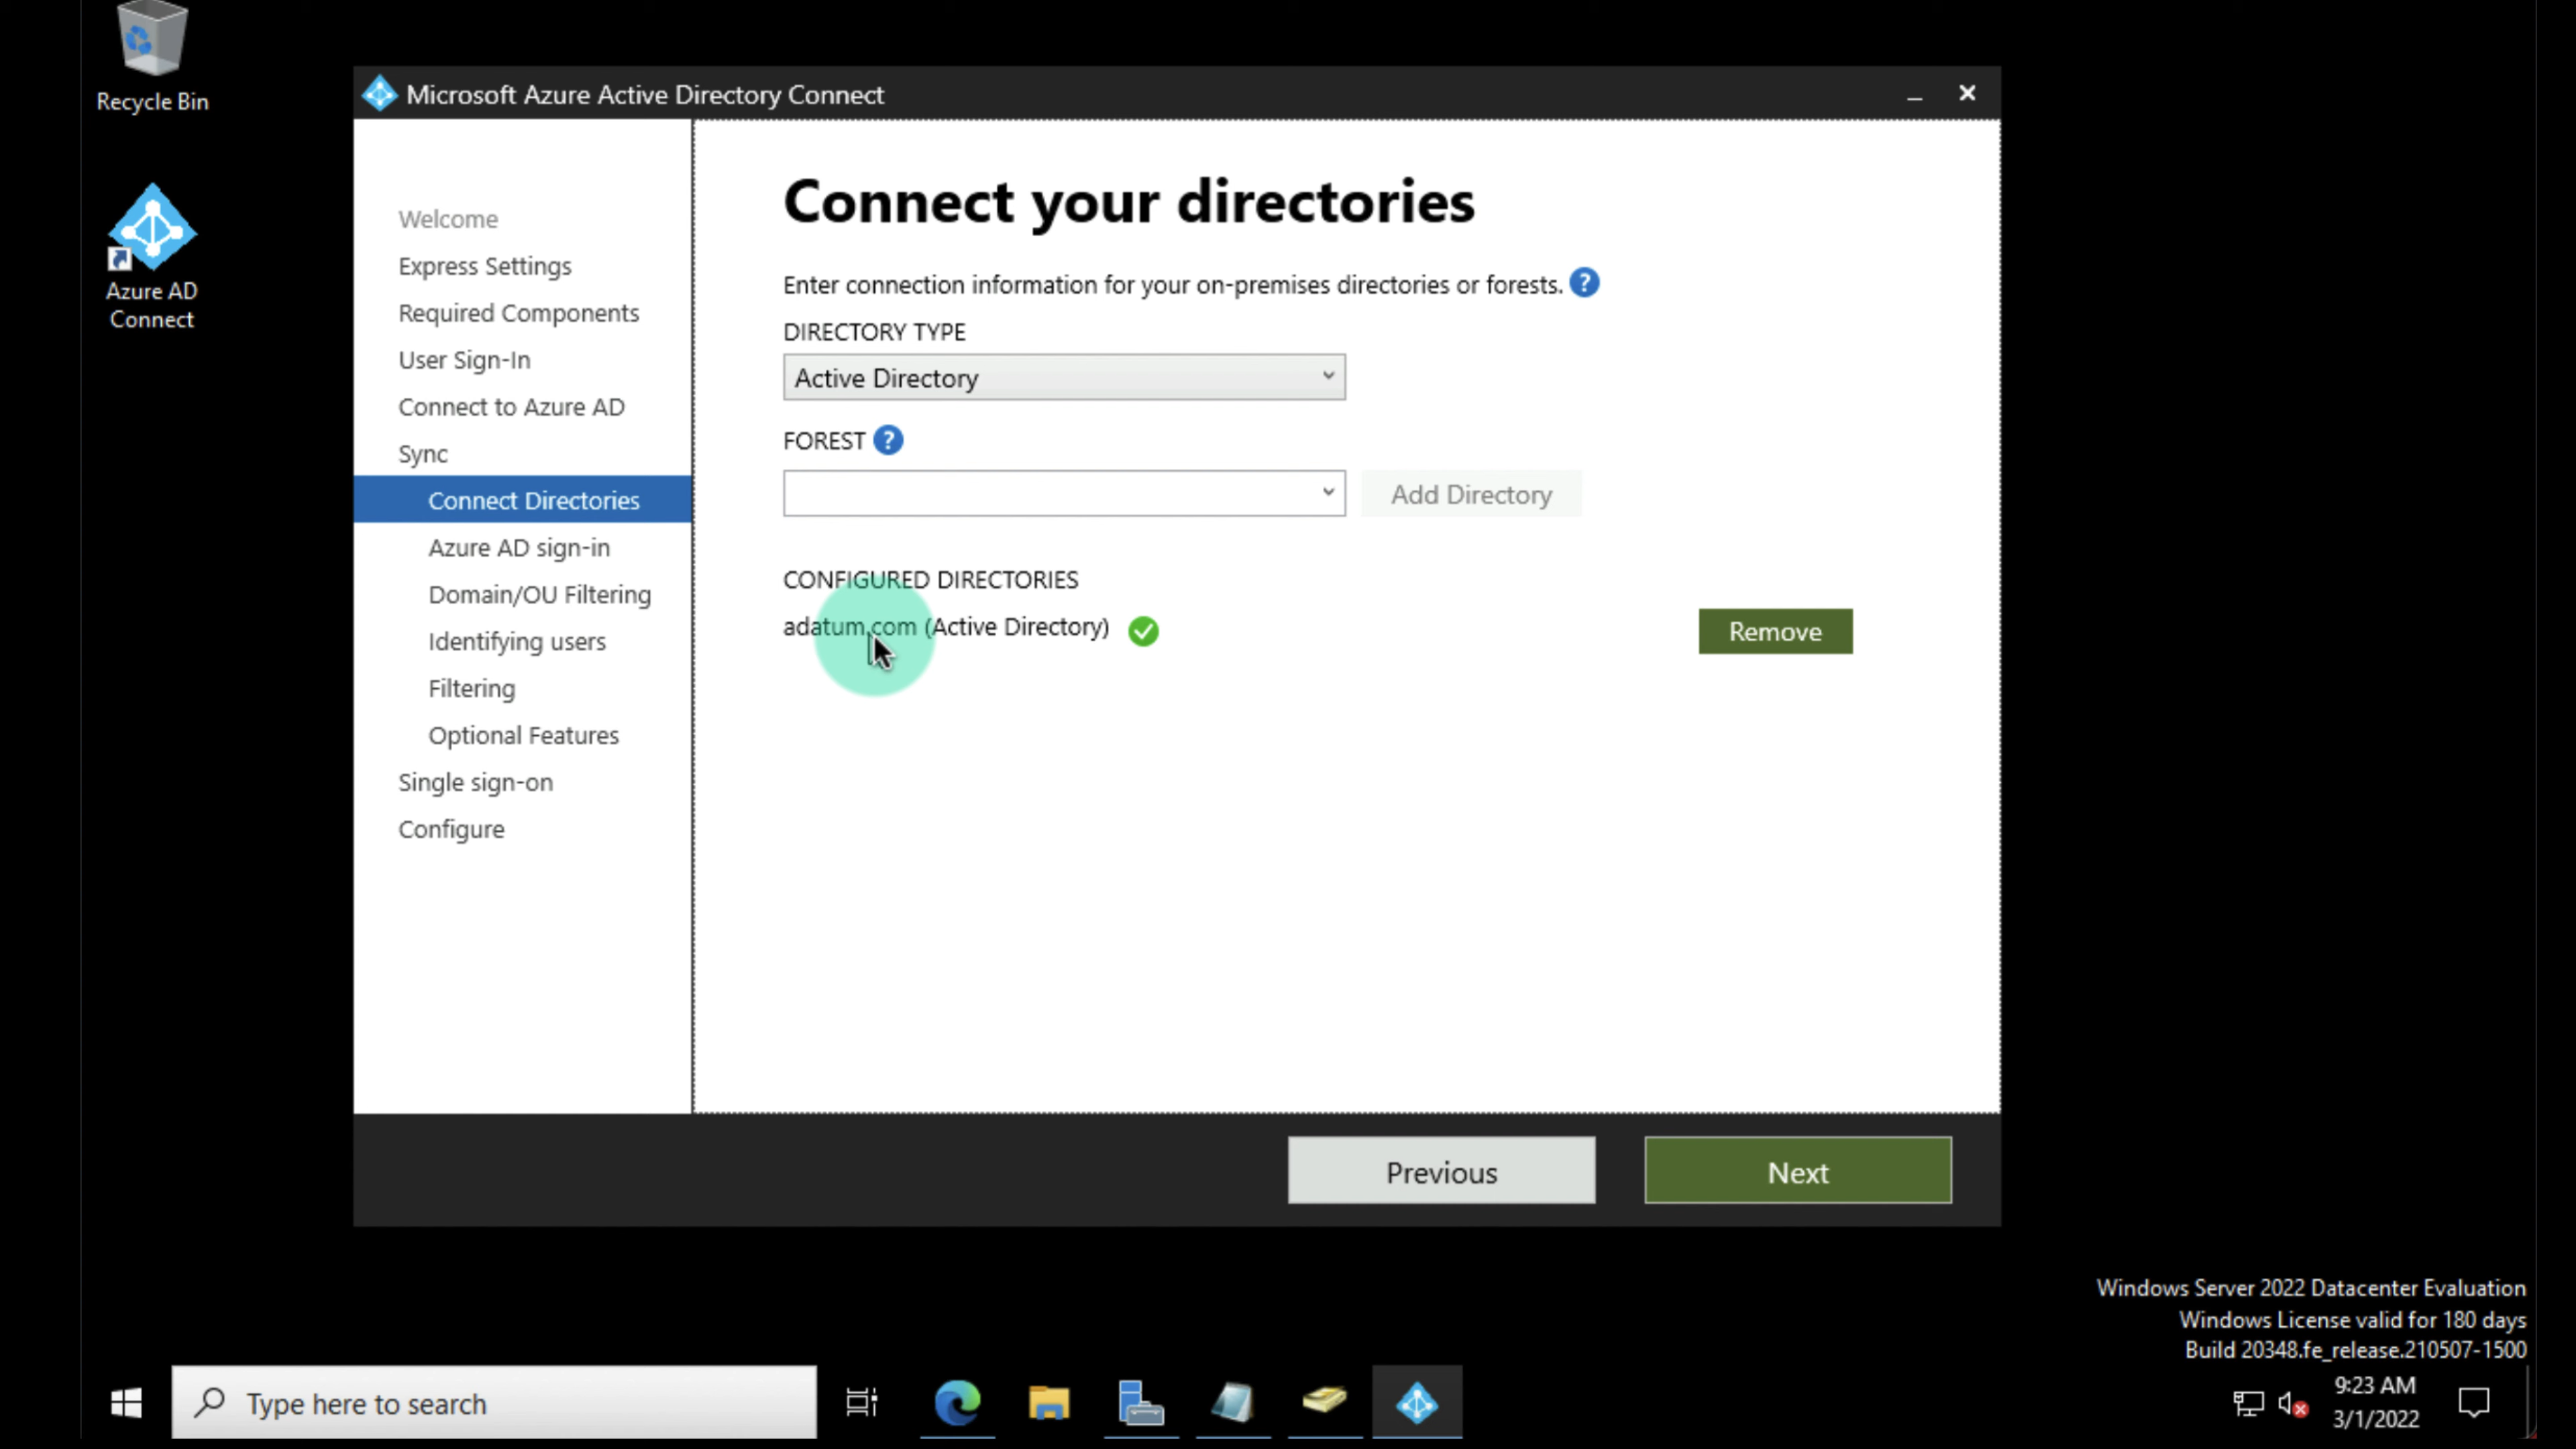 Recycle Bin
Azure AD
Connect
Microsoft Azure Active Directory Connect
Welcome
Express Settings
Required Components
User Sign-In
Connect to Azure AD
Sync
Connect Directories
Azure AD sign-in
Domain/OU Filtering
Identifying users
Filtering
Optional Features
Single sign-on
Configure
Connect your directories
Enter connection information for your on-premises directories or forests. ?
DIRECTORY TYPE
Active Directory
FOREST ?
Add Directory
CONFIGURED DIRECTORIES
adatum.com (Active Directory)
Remove
Previous
Next
Windows Server 2022 Datacenter Evaluation
Windows License valid for 180 days
Build 20348.fe_release.210507-1500
Type here to search
9:23 AM
3/1/2022